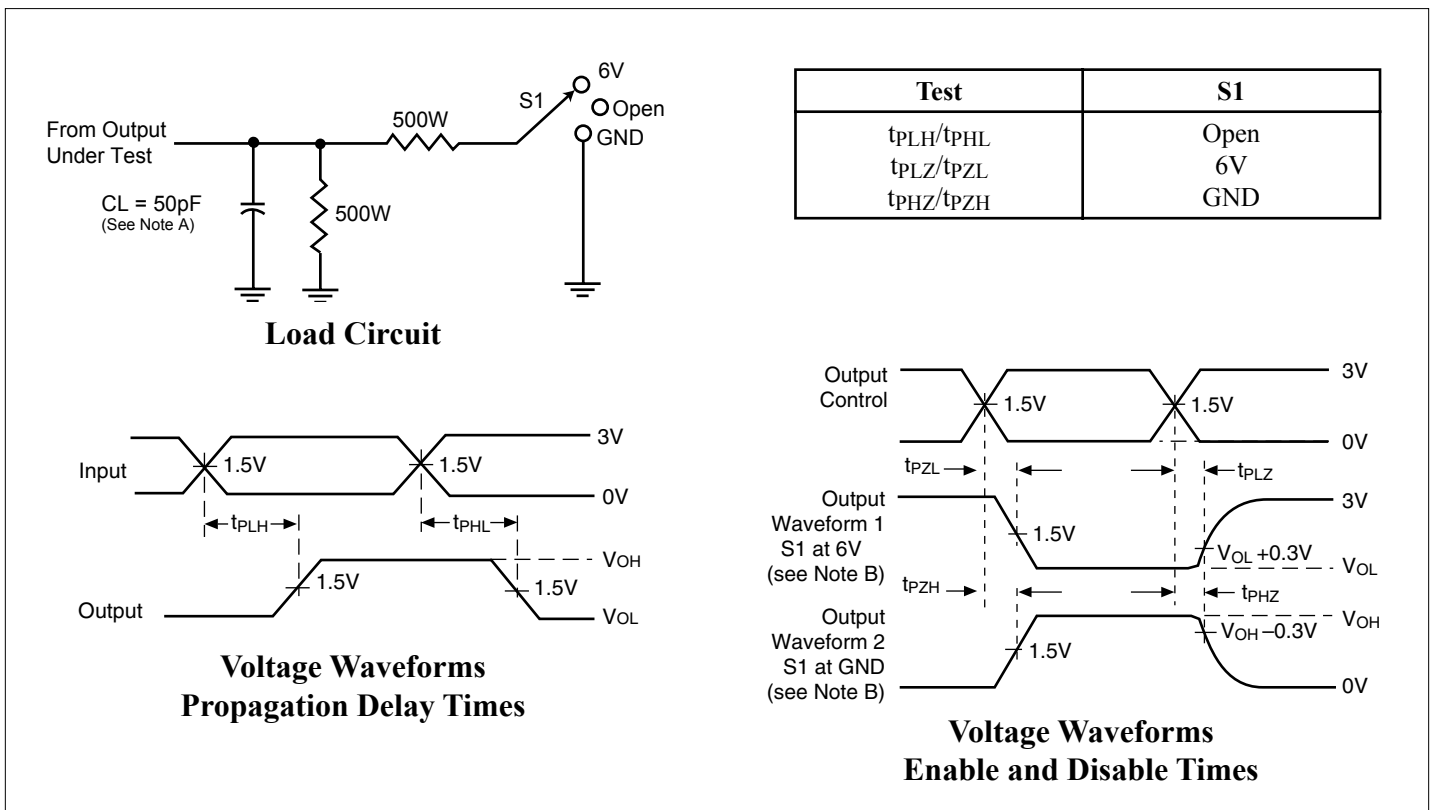 6V
S1
Open
500W
GND
From Output
Under Test
CL = 50pF
(See Note A)
500W
Load Circuit
Test S1
tPLH/tPHL Open
tPLZ/tPZL 6V
tPHZ/tPZH GND
Input
1.5V
1.5V
3V
0V
tPLH
tPHL
VOH
1.5V
1.5V
Output
VOL
Voltage Waveforms
Propagation Delay Times
Output
Control
1.5V
1.5V
3V
0V
tPZL
tPLZ
Output
Waveform 1
S1 at 6V
(see Note B)
3V
1.5V
VOL +0.3V
VOL
tPZH
tPHZ
Output
Waveform 2
S1 at GND
(see Note B)
VOH
VOH –0.3V
1.5V
0V
Voltage Waveforms
Enable and Disable Times